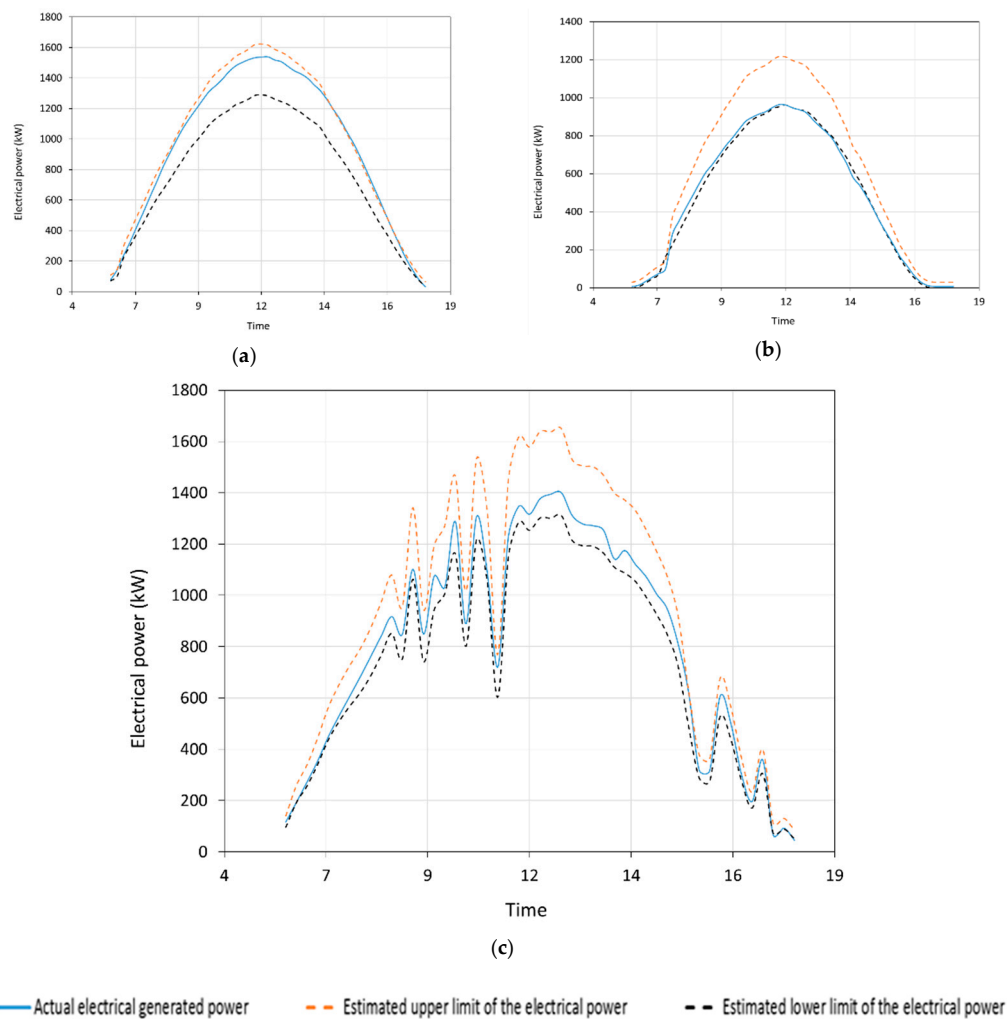 1800
1600
1400
1200
1000
800
600
400
200
0
Electrical power (kW)
4 7 9 12 14 16 19
Time
(a)
1400
1200
1000
800
600
400
200
0
Electrical power (kW)
4 7 9 12 14 16 19
Time
(b)
1800
1600
1400
1200
1000
800
600
400
200
0
Electrical power (kW)
4 7 9 12 14 16 19
Time
(c)
Actual electrical generated power
Estimated upper limit of the electrical power
Estimated lower limit of the electrical power